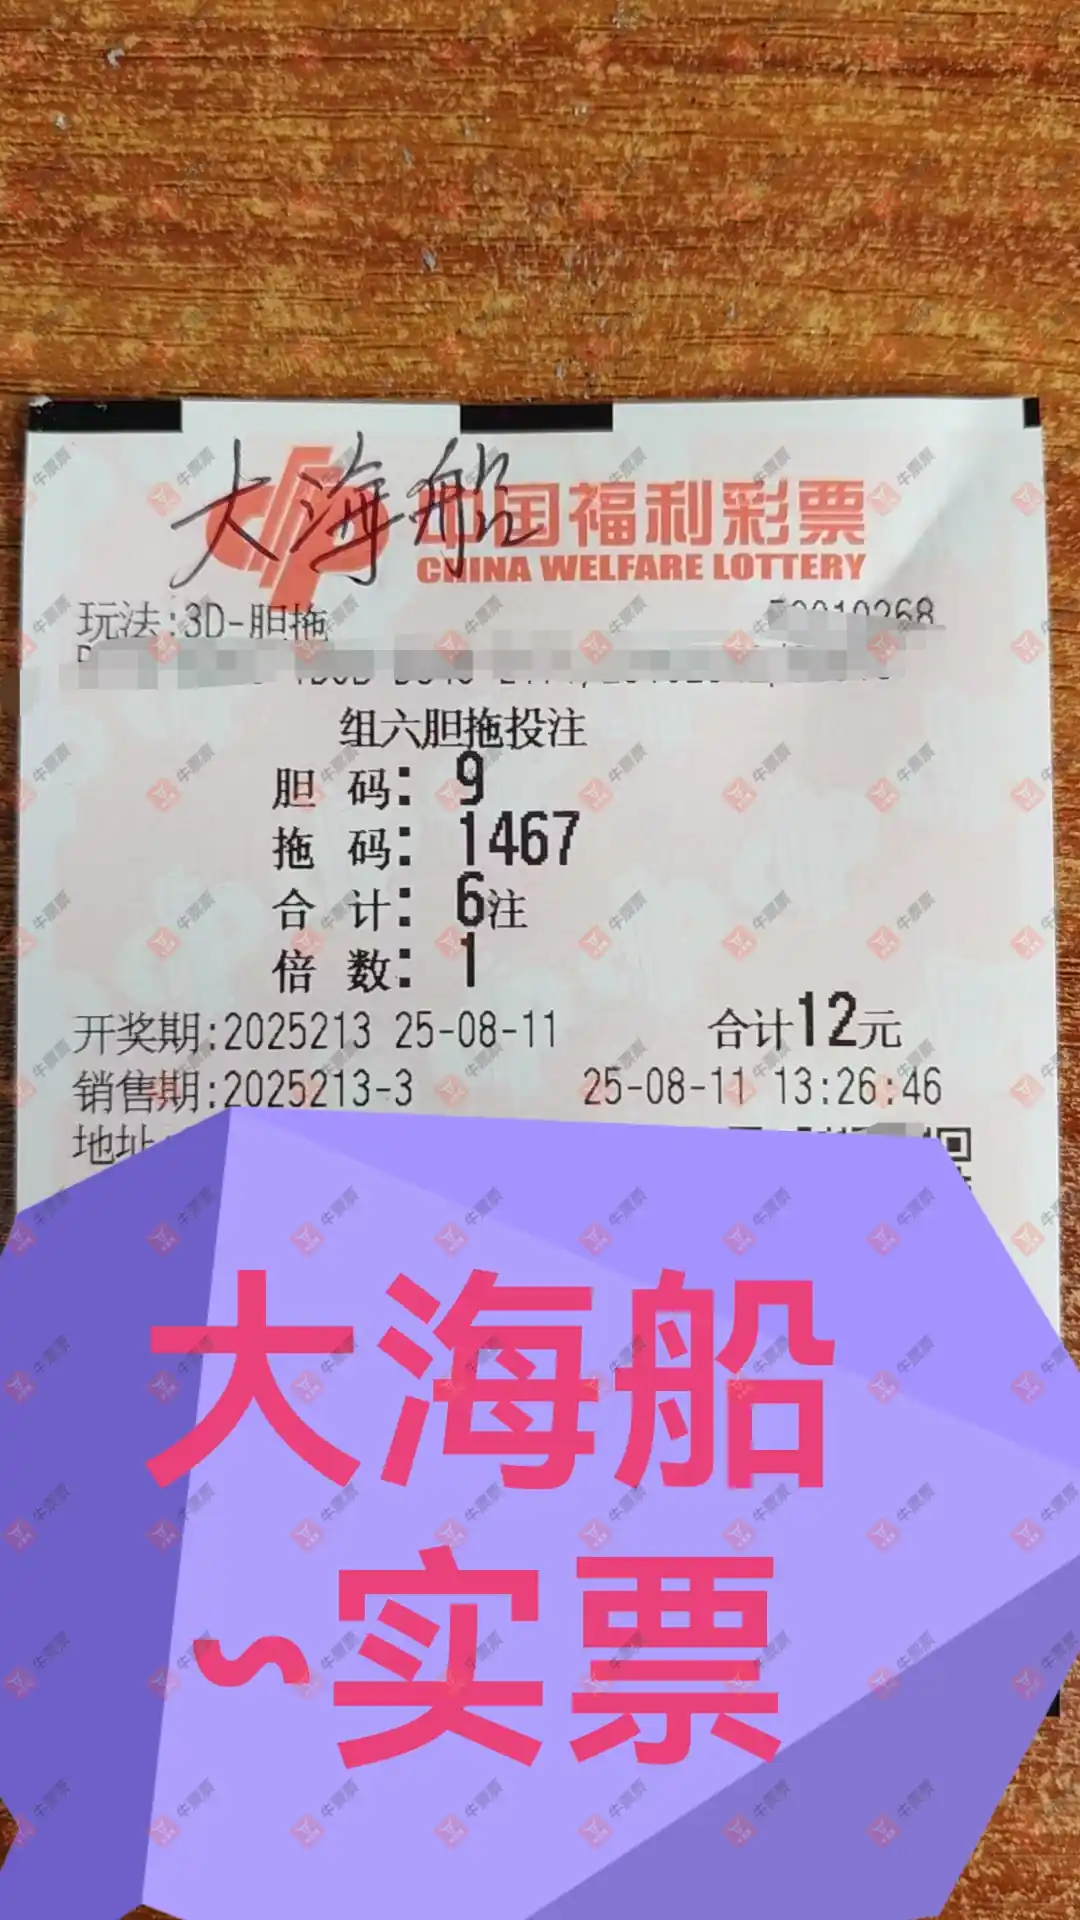 大海船
中国福利彩票
CHINA WELFARE LOTTERY
玩法:3D-胆拖
组六胆拖投注
胆 码: 9
拖 码: 1467
合 计: 6注
倍 数: 1
开奖期:2025213 25-08-11 合计12元
销售期:2025213-3 25-08-11 13:26:46
地址
大海船
~实票
牛票票